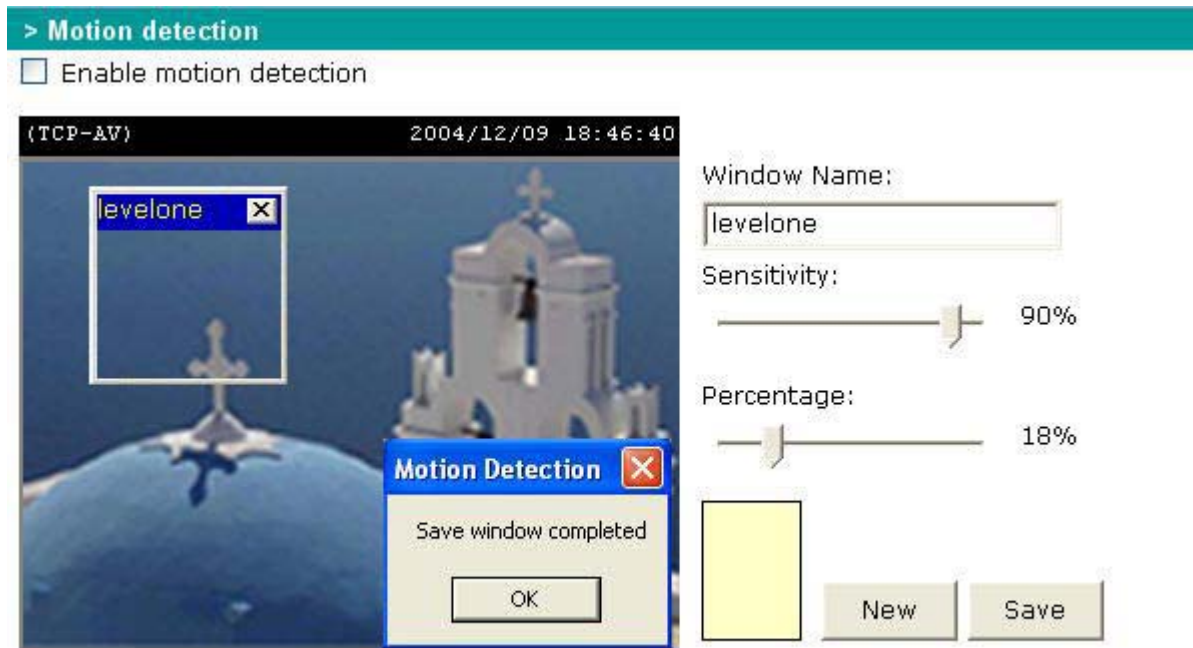 > Motion detection
Enable motion detection
(TCP-AV) 2004/12/09 18:46:40
levelone
Window Name:
levelone
Sensitivity:
90%
Percentage:
18%
Motion Detection
Save window completed
OK
New
Save